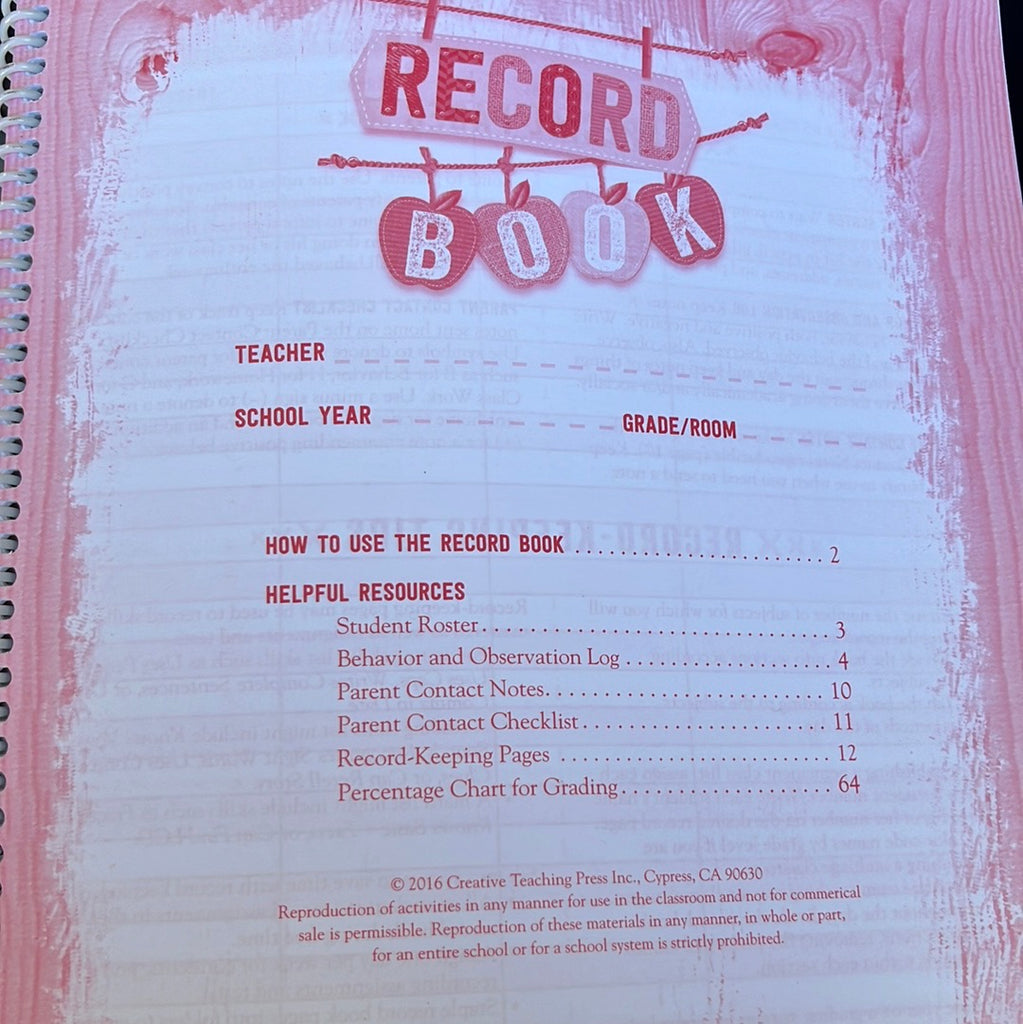 RECORD
BOOK
TEACHER
SCHOOL YEAR GRADE/ROOM
HOW TO USE THE RECORD BOOK . . . . . . . . . . . . . . . . . . . . . . 2
HELPFUL RESOURCES
Student Roster . . . . . . . . . . . . . . . . . . . . . . . . . . . . . . . 3
Behavior and Observation Log . . . . . . . . . . . . . . . . . . 4
Parent Contact Notes. . . . . . . . . . . . . . . . . . . . . . . . . 10
Parent Contact Checklist . . . . . . . . . . . . . . . . . . . . . . 11
Record-Keeping Pages . . . . . . . . . . . . . . . . . . . . . . . . 12
Percentage Chart for Grading . . . . . . . . . . . . . . . . . . . 64
© 2016 Creative Teaching Press Inc., Cypress, CA 90630
Reproduction of activities in any manner for use in the classroom and not for commerical
sale is permissible. Reproduction of these materials in any manner, in whole or part,
for an entire school or for a school system is strictly prohibited.